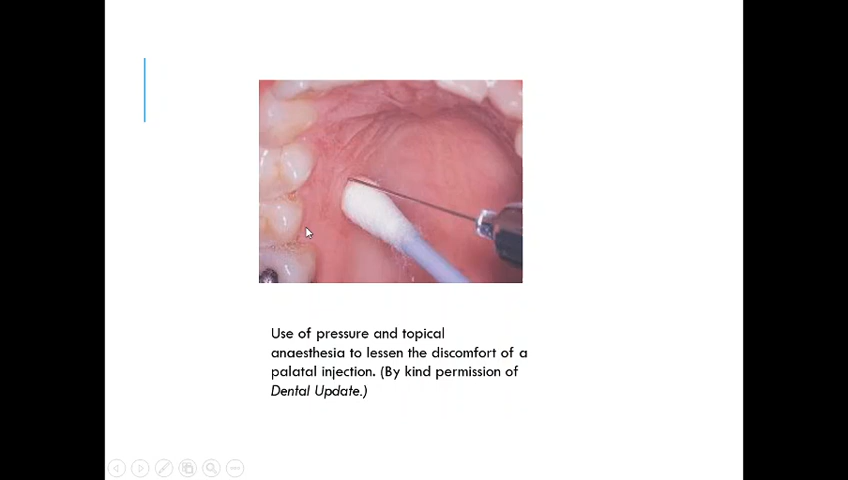 Use of pressure and topical
anaesthesia to lessen the discomfort of a
palatal injection. (By kind permission of
Dental Update.)